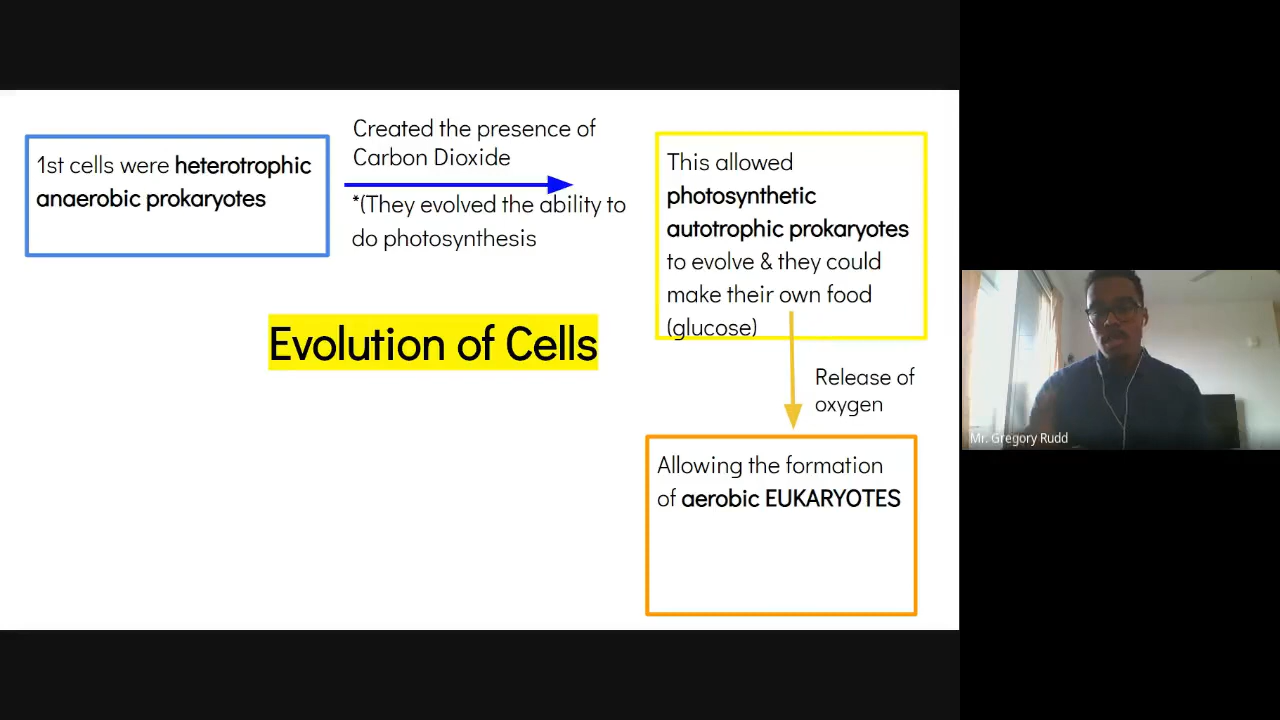 1st cells were heterotrophic
anaerobic prokaryotes
Created the presence of
Carbon Dioxide
*(They evolved the ability to
do photosynthesis
This allowed
photosynthetic
autotrophic prokaryotes
to evolve & they could
make their own food
(glucose)
Evolution of Cells
Release of
oxygen
Allowing the formation
of aerobic EUKARYOTES
Mr. Gregory Rudd